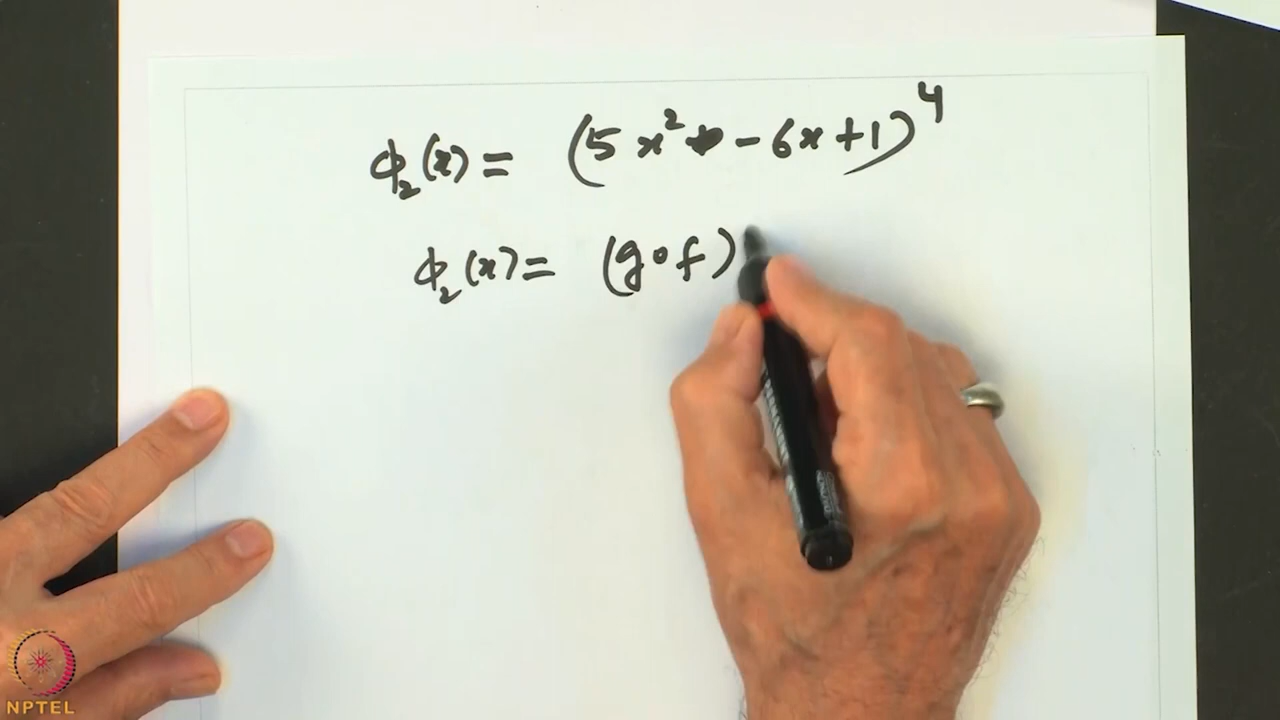 ϕ₂(x) = (5x² - 6x+1)⁴
ϕ₂(x) = (g∘f)
NPTEL